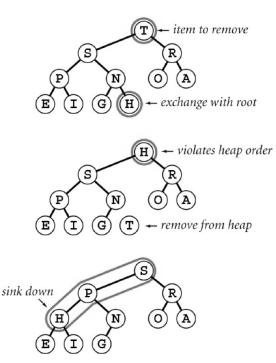 T item to remove
S R
P N O A
E I G H exchange with root
H violates heap order
S R
P N O A
E I G T remove from heap
sink down
S
P R
H N O A
E I G